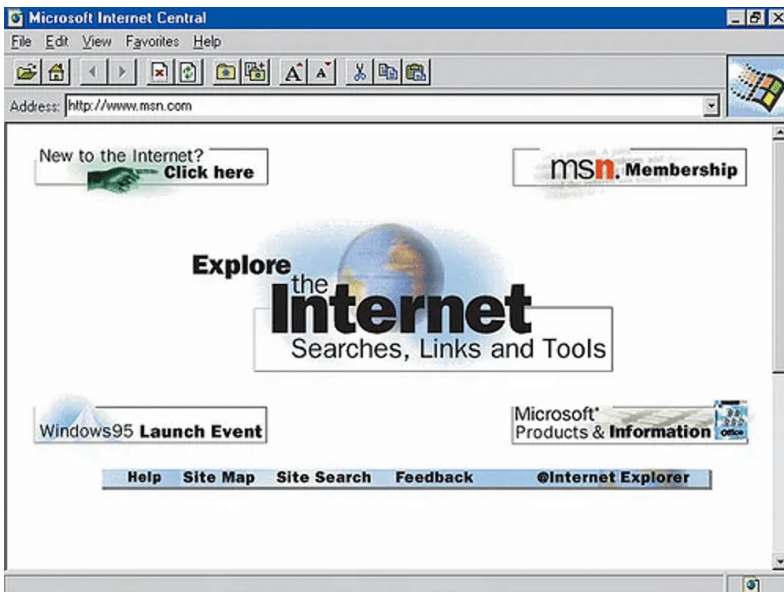 Microsoft Internet Central
File Edit View Favorites Help
A A
Address: http://www.msn.com
New to the Internet?
Click here
msn. Membership
Explore
the
Internet
Searches, Links and Tools
Windows95 Launch Event
Microsoft®
Products & Information
Office
Help Site Map Site Search Feedback @Internet Explorer